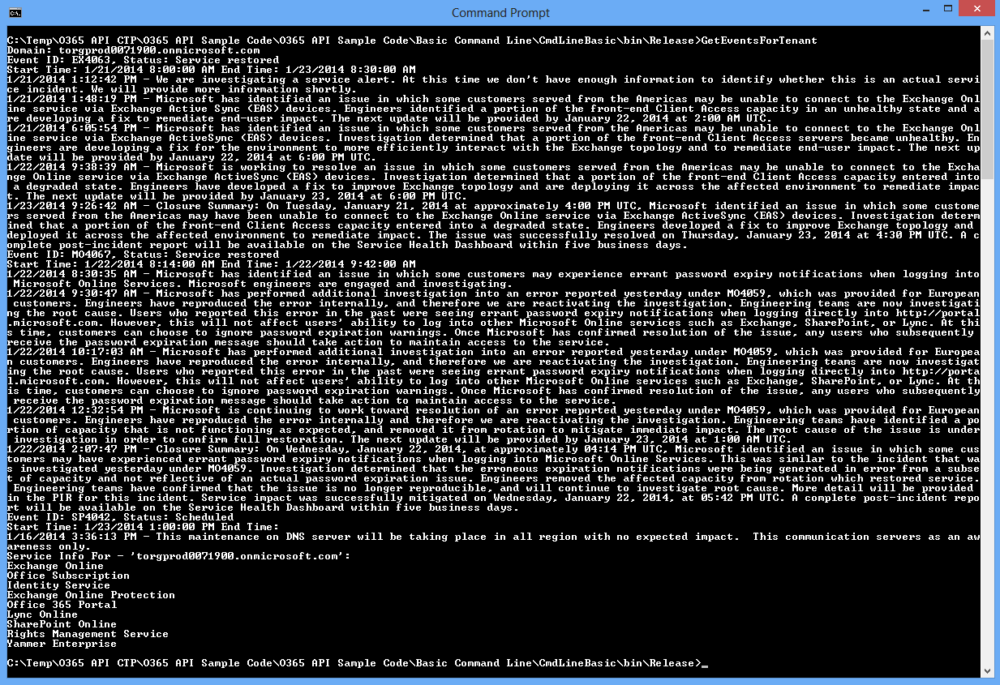 Command Prompt
C:\Temp\O365 API CTP\O365 API Sample Code\O365 API Sample Code\Basic Command Line\CmdLineBasic\bin\Release>GetEventsForTenant
Domain: torgprod0071900.onmicrosoft.com
Event ID: EX4063, Status: Service restored
Start Time: 1/21/2014 8:00:00 AM End Time: 1/23/2014 8:30:00 AM
1/21/2014 1:12:42 PM - We are investigating a service alert. At this time we don't have enough information to identify whether this is an actual servi
ce incident. We will provide more information shortly.
1/21/2014 1:48:19 PM - Microsoft has identified an issue in which some customers served from the Americas may be unable to connect to the Exchange Onl
ine service via Exchange Active Sync (EAS) devices. Engineers identified a portion of the front-end Client Access capacity in an unhealthy state and a
re developing a fix to remediate end-user impact. The next update will be provided by January 22, 2014 at 2:00 AM UTC.
1/21/2014 6:05:54 PM - Microsoft has identified an issue in which some customers served from the Americas may be unable to connect to the Exchange Onl
ine service via Exchange ActiveSync (EAS) devices. Investigation determined that a portion of the front-end Client Access servers became unhealthy. En
gineers are developing a fix for the environment to more efficiently interact with the Exchange topology and to remediate end-user impact. The next up
date will be provided by January 22, 2014 at 6:00 PM UTC.
1/22/2014 9:38:39 AM - Microsoft is working to resolve an issue in which some customers served from the Americas may be unable to connect to the Excha
nge Online service via Exchange ActiveSync (EAS) devices. Investigation determined that a portion of the front-end Client Access capacity entered into
 a degraded state. Engineers have developed a fix to improve Exchange topology and are deploying it across the affected environment to remediate impac
t. The next update will be provided by January 23, 2014 at 6:00 PM UTC.
1/23/2014 9:26:42 AM - Closure Summary: On Tuesday, January 21, 2014 at approximately 4:00 PM UTC, Microsoft identified an issue in which some custome
rs served from the Americas may have been unable to connect to the Exchange Online service via Exchange ActiveSync (EAS) devices. Investigation determ
ined that a portion of the front-end Client Access capacity entered into a degraded state. Engineers developed a fix to improve Exchange topology and
deployed it across the affected environment to remediate impact. The issue was successfully resolved on Thursday, January 23, 2014 at 4:30 PM UTC. A c
omplete post-incident report will be available on the Service Health Dashboard within five business days.
Event ID: MO4067, Status: Service restored
Start Time: 1/22/2014 8:14:00 AM End Time: 1/22/2014 9:42:00 AM
1/22/2014 8:30:35 AM - Microsoft has identified an issue in which some customers may experience errant password expiry notifications when logging into
 Microsoft Online Services. Microsoft engineers are engaged and investigating.
1/22/2014 9:30:47 AM - Microsoft has performed additional investigation into an error reported yesterday under MO4059, which was provided for European
 customers. Engineers have reproduced the error internally, and therefore we are reactivating the investigation. Engineering teams are now investigati
ng the root cause. Users who reported this error in the past were seeing errant password expiry notifications when logging directly into http://portal
.microsoft.com. However, this will not affect users' ability to log into other Microsoft Online services such as Exchange, SharePoint, or Lync. At thi
s time, customers can choose to ignore password expiration warnings. Once Microsoft has confirmed resolution of the issue, any users who subsequently
receive the password expiration message should take action to maintain access to the service.
1/22/2014 10:17:03 AM - Microsoft has performed additional investigation into an error reported yesterday under MO4059, which was provided for Europea
n customers. Engineers have reproduced the error internally, and therefore we are reactivating the investigation. Engineering teams are now investigat
ing the root cause. Users who reported this error in the past were seeing errant password expiry notifications when logging directly into http://porta
l.microsoft.com. However, this will not affect users' ability to log into other Microsoft Online services such as Exchange, SharePoint, or Lync. At th
is time, customers can choose to ignore password expiration warnings. Once Microsoft has confirmed resolution of the issue, any users who subsequently
 receive the password expiration message should take action to maintain access to the service.
1/22/2014 12:32:54 PM - Microsoft is continuing to work toward resolution of an error reported yesterday under MO4059, which was provided for European
 customers. Engineers have reproduced the error internally and therefore we are reactivating the investigation. Engineering teams have identified a po
rtion of capacity that is not functioning as expected, and removed it from rotation to mitigate immediate impact. The root cause of the issue is under
 investigation in order to confirm full restoration. The next update will be provided by January 23, 2014 at 1:00 AM UTC.
1/22/2014 2:07:47 PM - Closure Summary: On Wednesday, January 22, 2014, at approximately 04:14 PM UTC, Microsoft identified an issue in which some cus
tomers may have experienced errant password expiry notifications when logging into Microsoft Online Services. This was similar to the incident that wa
s investigated yesterday under MO4059. Investigation determined that the erroneous expiration notifications were being generated in error from a subse
t of capacity and not reflective of an actual password expiration issue. Engineers removed the affected capacity from rotation which restored service.
 Engineering teams have confirmed that the issue is no longer reproducible, and will continue to investigate root cause. More detail will be provided
in the PIR for this incident. Service impact was successfully mitigated on Wednesday, January 22, 2014, at 05:42 PM UTC. A complete post-incident repo
rt will be available on the Service Health Dashboard within five business days.
Event ID: SP4042, Status: Scheduled
Start Time: 1/23/2014 1:00:00 PM End Time:
1/16/2014 3:36:13 PM - This maintenance on DNS server will be taking place in all region with no expected impact.  This communication servers as an aw
areness only.
Service Info For - 'torgprod0071900.onmicrosoft.com':
Exchange Online
Office Subscription
Identity Service
Exchange Online Protection
Office 365 Portal
Lync Online
SharePoint Online
Rights Management Service
Yammer Enterprise
C:\Temp\O365 API CTP\O365 API Sample Code\O365 API Sample Code\Basic Command Line\CmdLineBasic\bin\Release>_